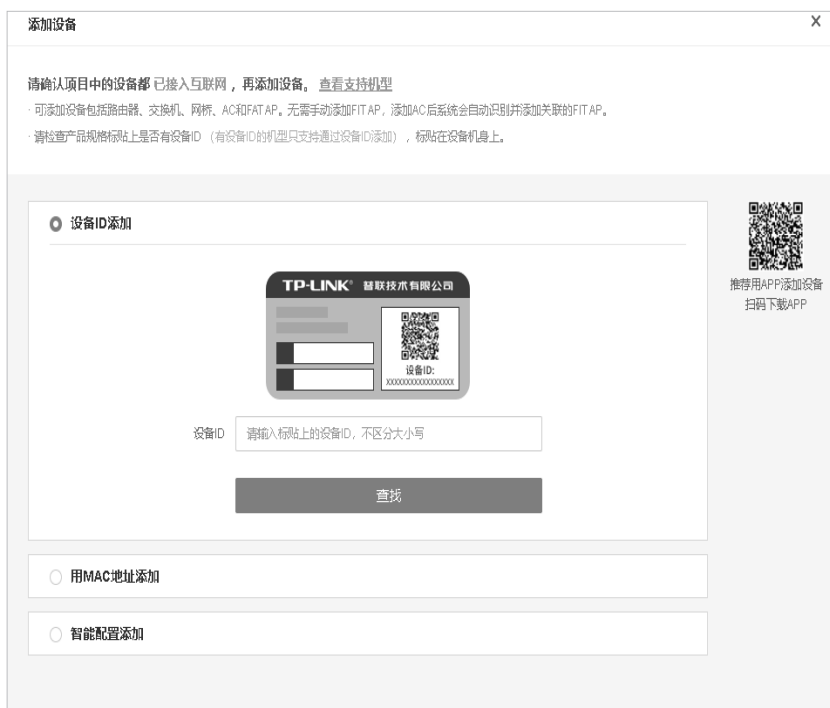 添加设备
X
请确认项目中的设备都 已接入互联网 ，再添加设备。 查看支持机型
· 可添加设备包括路由器、交换机、网桥、AC和FAT AP。无需手动添加FIT AP，添加AC后系统会自动识别并添加关联的FIT AP。
· 请检查产品规格标贴上是否有设备ID （有设备ID的机型只支持通过设备ID添加） ，标贴在设备机身上。
设备ID添加
TP-LINK® 普联技术有限公司
设备ID:
XXXXXXXXXXXXXXXXX
推荐用APP添加设备
扫码下载APP
设备ID
请输入标贴上的设备ID，不区分大小写
查找
用MAC地址添加
智能配置添加